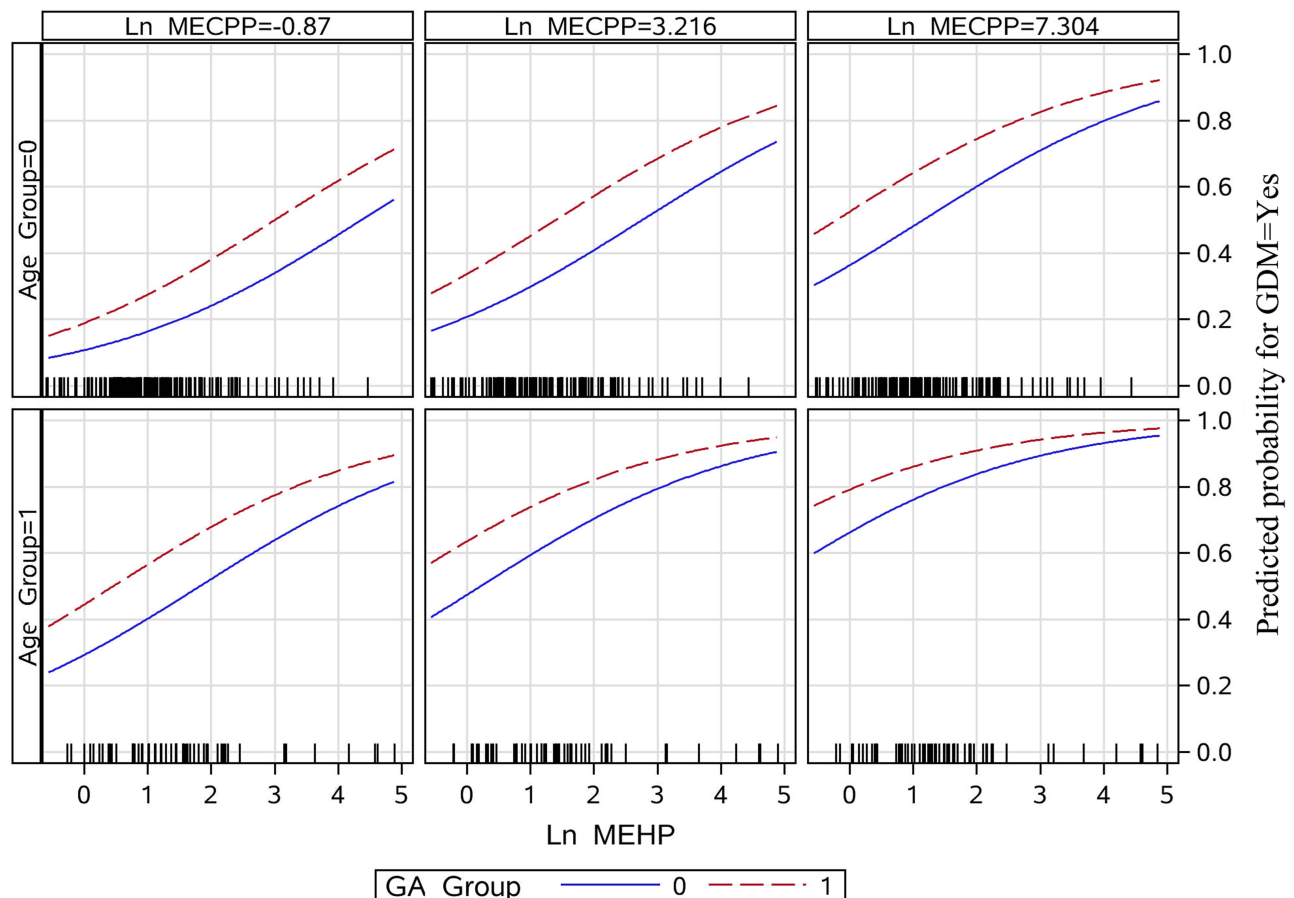 Ln MECPP=-0.87 Ln MECPP=3.216 Ln MECPP=7.304
Age Group=0
1.0
0.8
0.6
0.4
0.2
0.0
Age Group=1
1.0
0.8
0.6
0.4
0.2
0.0
Predicted probability for GDM=Yes
0 1 2 3 4 5 0 1 2 3 4 5 0 1 2 3 4 5
Ln MEHP
GA Group 0 1